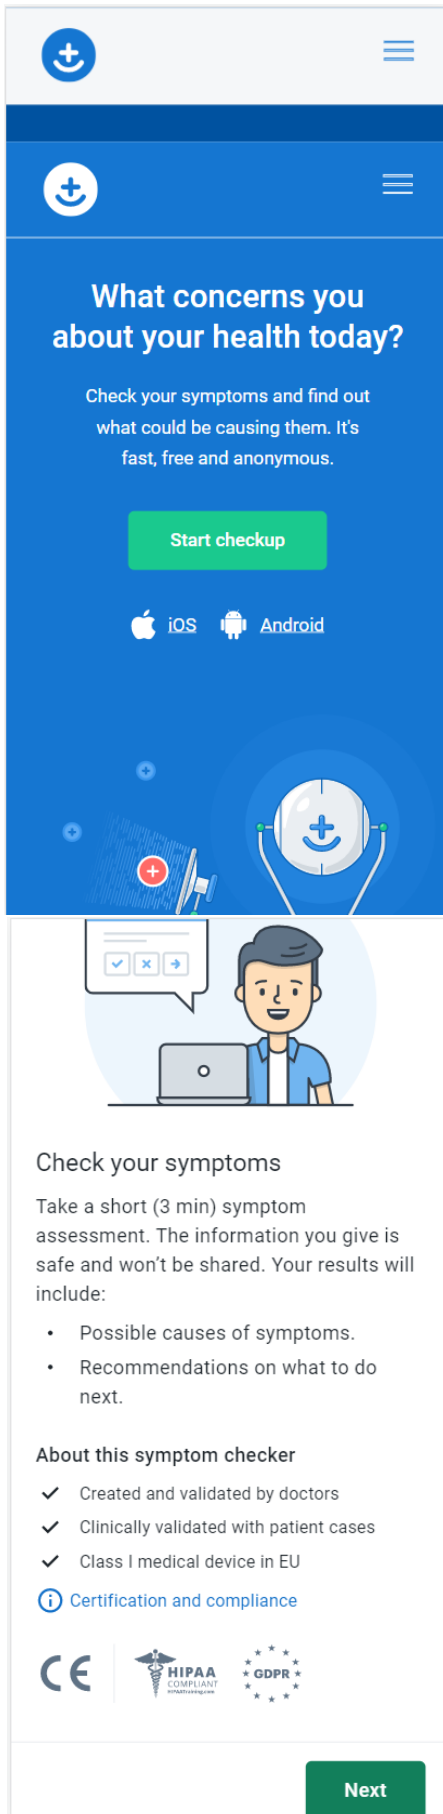 What concerns you
about your health today?
Check your symptoms and find out
what could be causing them. It's
fast, free and anonymous.
Start checkup
iOS Android
Check your symptoms
Take a short (3 min) symptom
assessment. The information you give is
safe and won't be shared. Your results will
include:
• Possible causes of symptoms.
• Recommendations on what to do
next.
About this symptom checker
Created and validated by doctors
Clinically validated with patient cases
Class I medical device in EU
Certification and compliance
CE
HIPAA
COMPLIANT
HIPAATraining.com
GDPR
Next